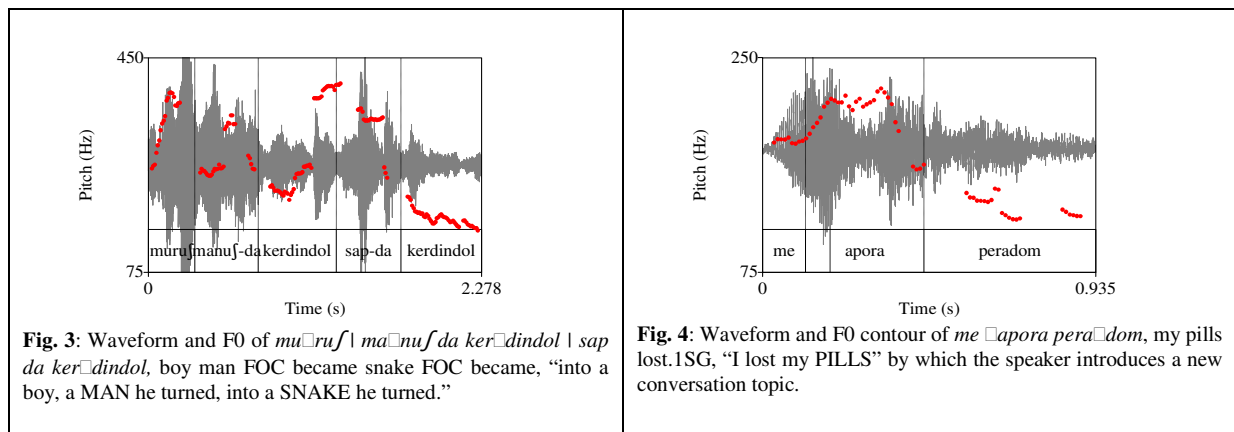 450
Pitch (Hz)
muruʃ manuʃ-da kerdindol sap-da kerdindol
75
0 2.278
Time (s)
Fig. 3: Waveform and F0 of mu□ruʃ | ma□nuʃ da ker□dindol | sap
da ker□dindol, boy man FOC became snake FOC became, “into a
boy, a MAN he turned, into a SNAKE he turned.”
250
Pitch (Hz)
me apora peradom
75
0 0.935
Time (s)
Fig. 4: Waveform and F0 contour of me □apora pera□dom, my pills
lost.1SG, “I lost my PILLS” by which the speaker introduces a new
conversation topic.